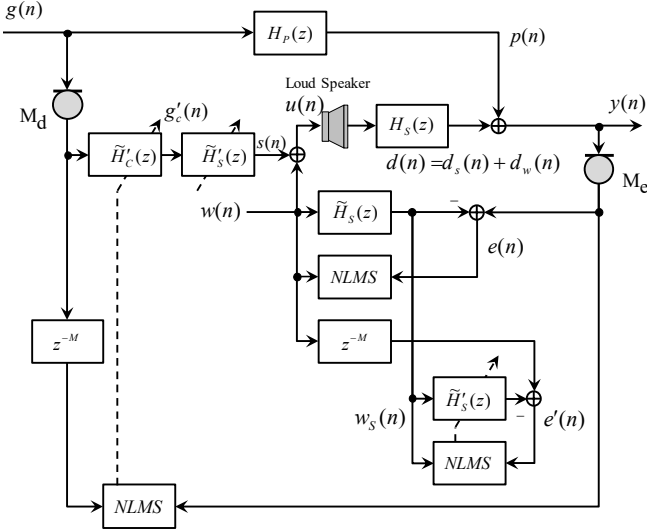 g(n)
H_P(z)
p(n)
M_d
Loud Speaker
u(n)
H_S(z)
y(n)
g′_c(n)
H̃′_C(z)
H̃′_S(z)
s(n)
d(n) =d_s(n) + d_w(n)
M_e
w(n)
H̃_S(z)
−
e(n)
NLMS
z^{-M}
z^{-M}
H̃′_S(z)
−
w_S(n)
e′(n)
NLMS
NLMS